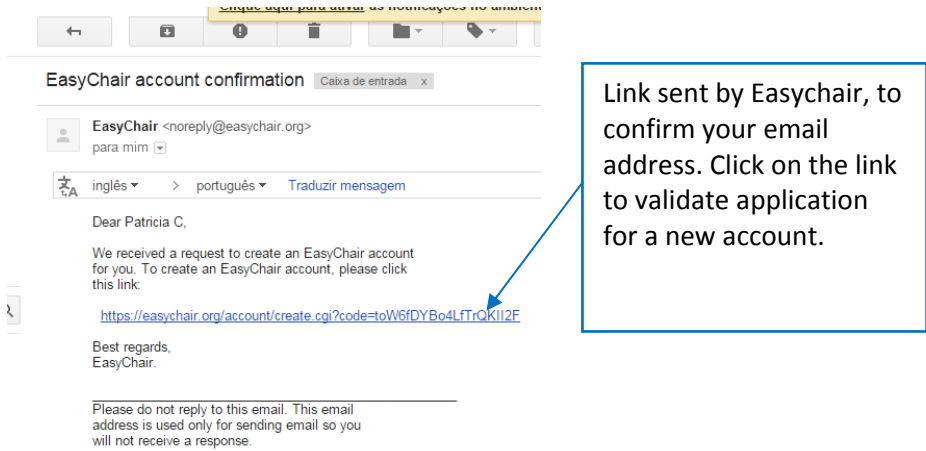 Clique aqui para ativar as notificações no ambiente
EasyChair account confirmation Caixa de entrada x
EasyChair <noreply@easychair.org>
para mim
inglês > português Traduzir mensagem
Dear Patricia C,
We received a request to create an EasyChair account
for you. To create an EasyChair account, please click
this link:
https://easychair.org/account/create.cgi?code=toW6fDYBo4LfTrQKII2F
Best regards,
EasyChair.
Please do not reply to this email. This email
address is used only for sending email so you
will not receive a response.
Link sent by Easychair, to
confirm your email
address. Click on the link
to validate application
for a new account.